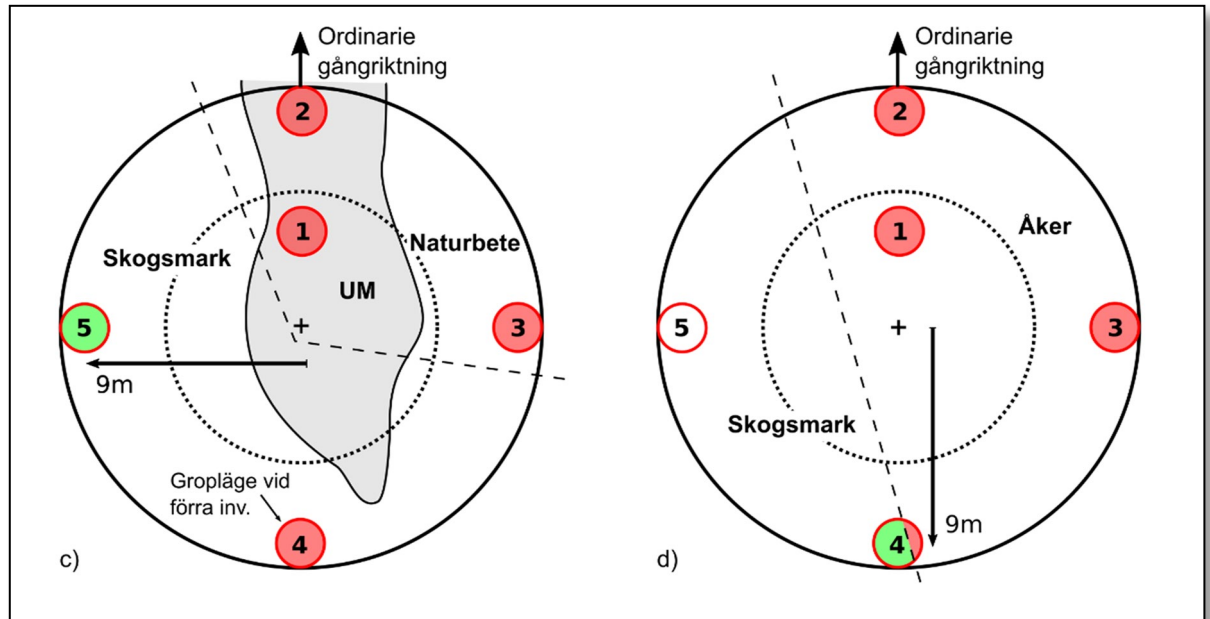 Ordinarie
gångriktning
2
1
Naturbete
Skogsmark
UM
5
3
9m
Gropläge vid
förra inv.
4
c)
Ordinarie
gångriktning
2
1
Åker
5
3
Skogsmark
9m
4
d)